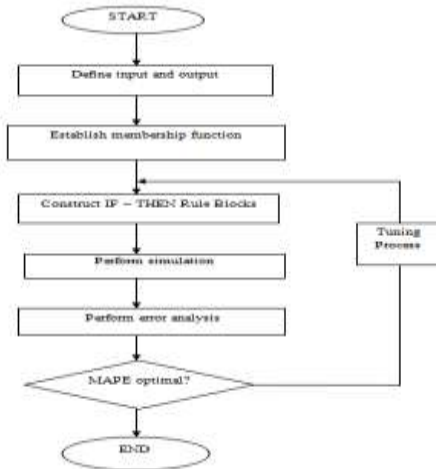 START
Define input and output
Establish membership function
Construct IF – THEN Rule Blocks
Tuning
Process
Perform simulation
Perform error analysis
MAPE optimal?
END